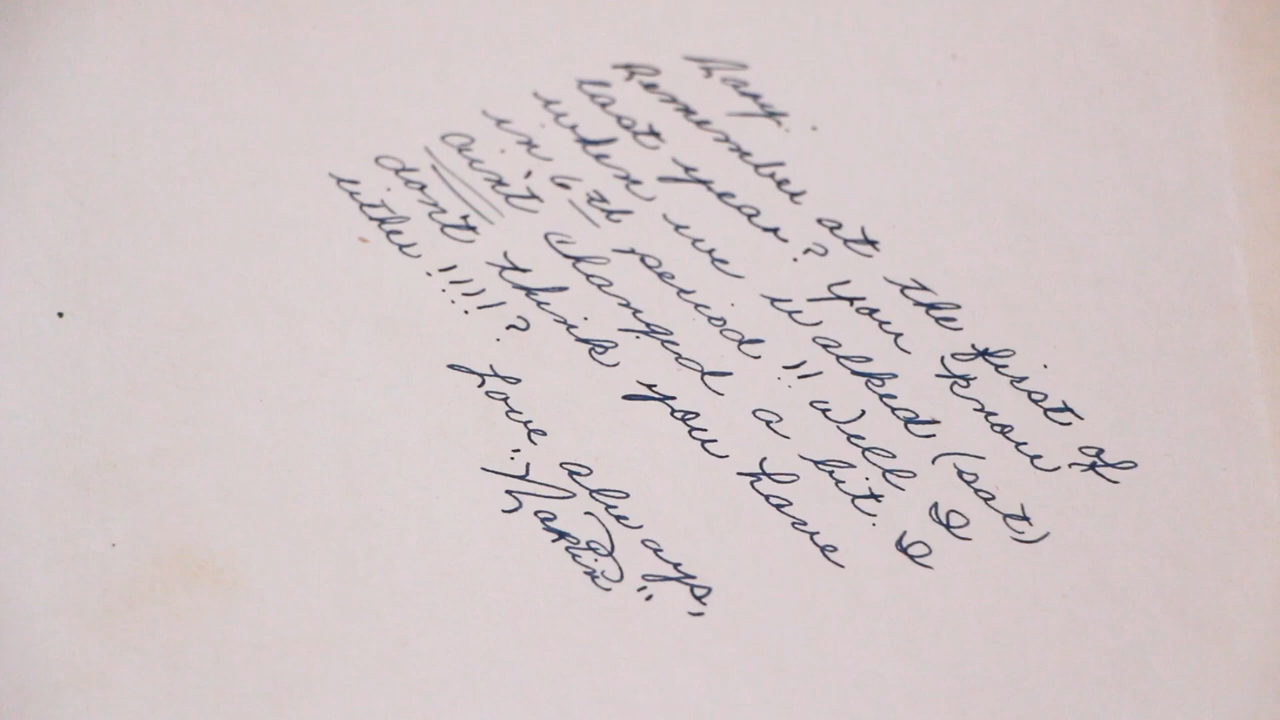 Mary.
Remember at the first of
last year? You know
when we walked (sat)
in 6th period!! Well I
ain't changed a bit. I
don't think you have
either!!!!?
Love always,